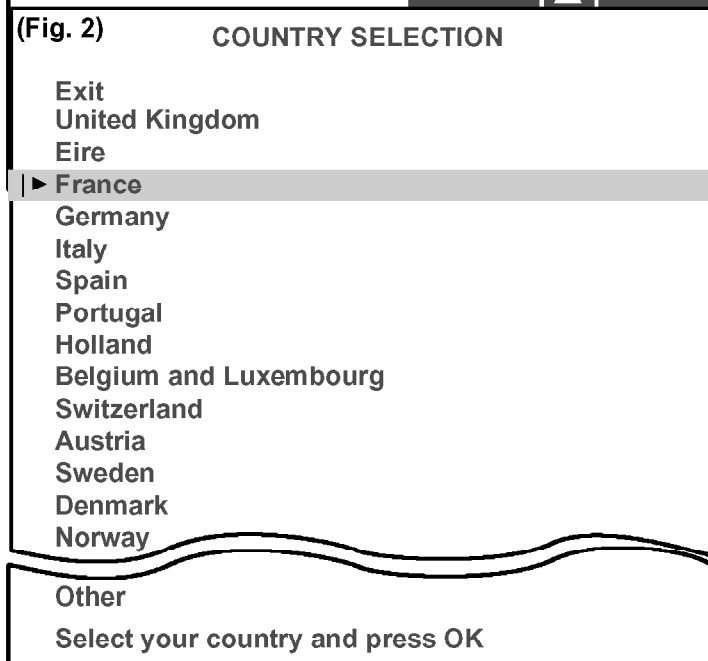 (Fig. 2)
COUNTRY SELECTION
Exit
United Kingdom
Eire
France
Germany
Italy
Spain
Portugal
Holland
Belgium and Luxembourg
Switzerland
Austria
Sweden
Denmark
Norway
Other
Select your country and press OK